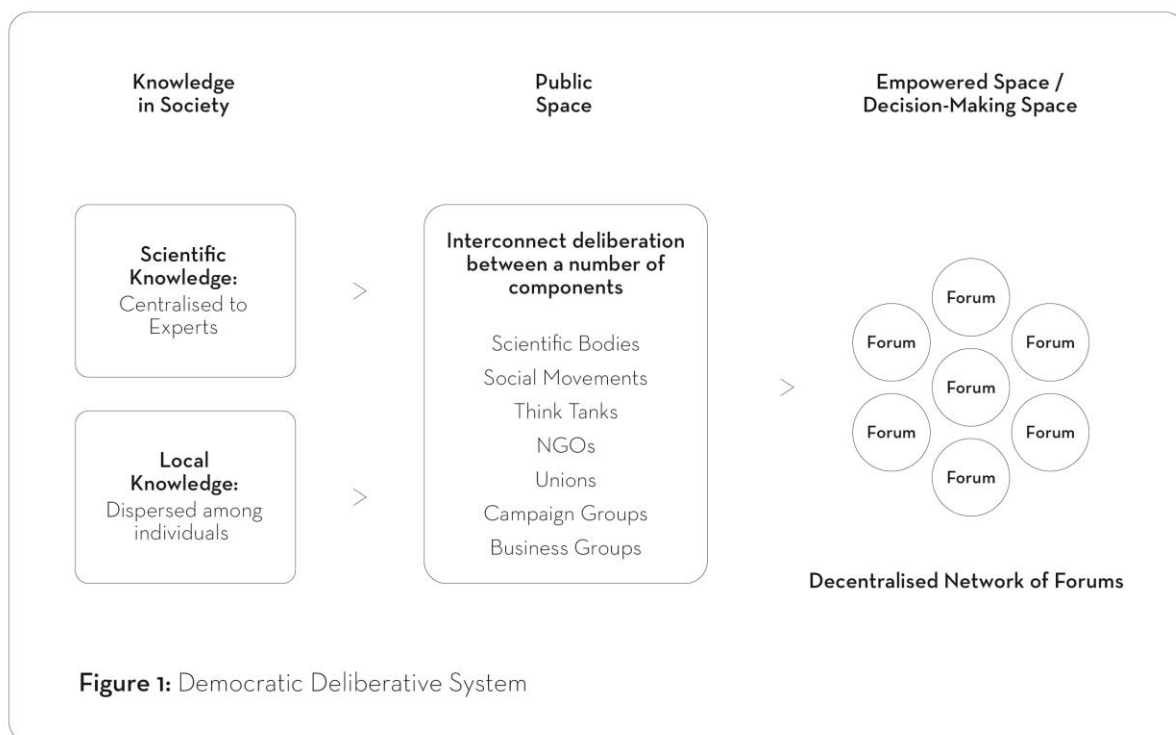 Knowledge
in Society
Public
Space
Empowered Space /
Decision-Making Space
Scientific
Knowledge:
Centralised to
Experts
>
Local
Knowledge:
Dispersed among
individuals
>
Interconnect deliberation
between a number of
components
Scientific Bodies
Social Movements
Think Tanks
NGOs
Unions
Campaign Groups
Business Groups
>
Forum
Forum
Forum
Forum
Forum
Forum
Forum
Decentralised Network of Forums
Figure 1: Democratic Deliberative System